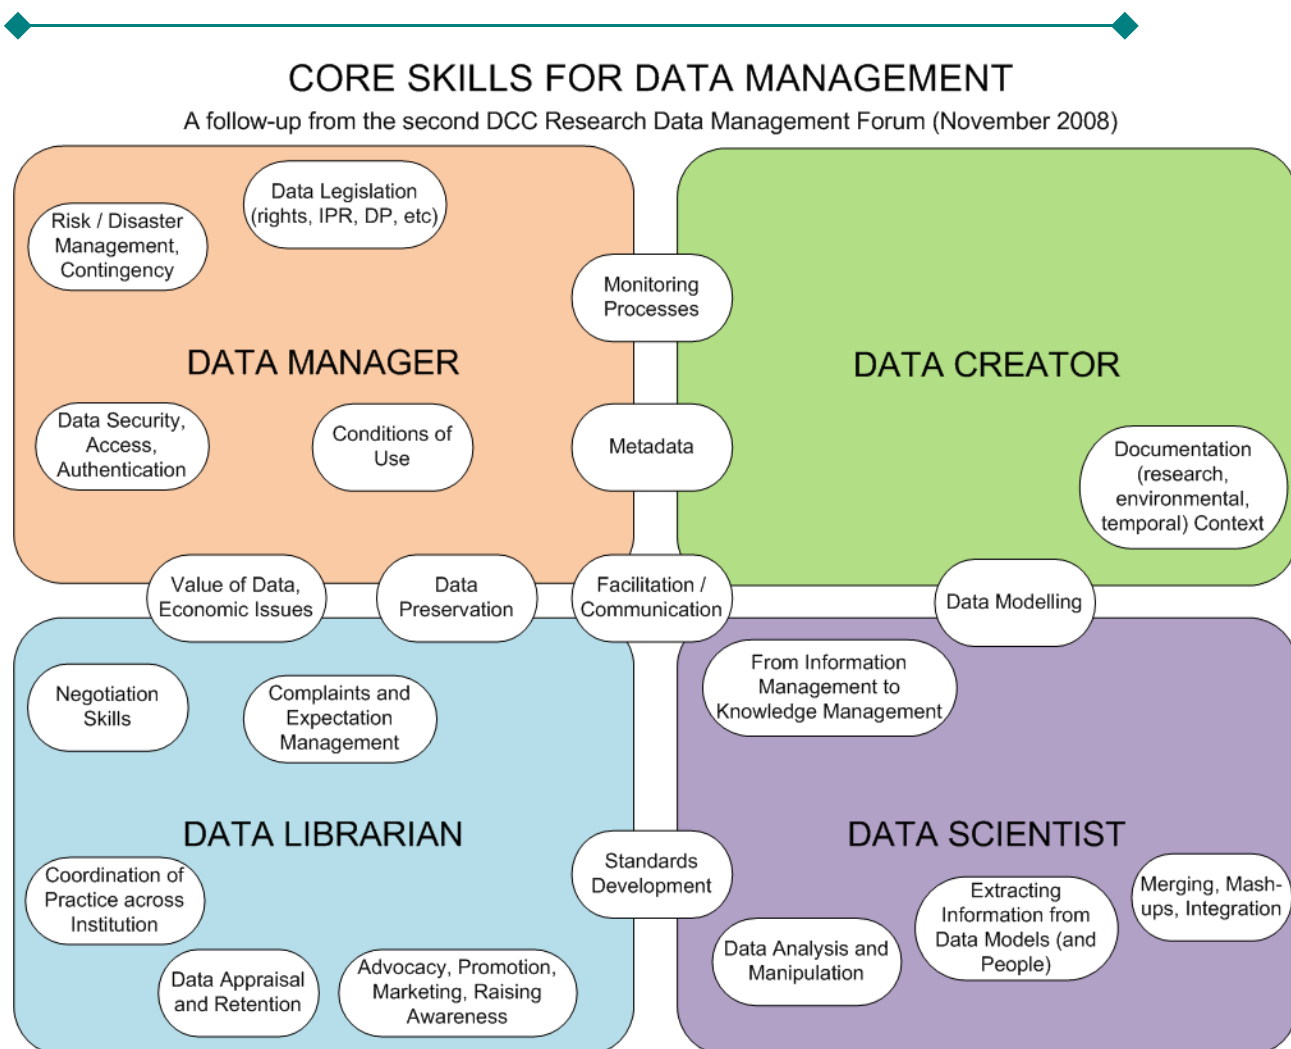 CORE SKILLS FOR DATA MANAGEMENT
A follow-up from the second DCC Research Data Management Forum (November 2008)
Data Legislation
(rights, IPR, DP, etc)
Risk / Disaster
Management,
Contingency
Monitoring
Processes
DATA MANAGER
DATA CREATOR
Data Security,
Access,
Authentication
Conditions of
Use
Metadata
Documentation
(research,
environmental,
temporal) Context
Value of Data,
Economic Issues
Data
Preservation
Facilitation /
Communication
Data Modelling
Negotiation
Skills
Complaints and
Expectation
Management
From Information
Management to
Knowledge Management
DATA LIBRARIAN
DATA SCIENTIST
Coordination of
Practice across
Institution
Standards
Development
Extracting
Information from
Data Models (and
People)
Merging, Mash-
ups, Integration
Data Analysis and
Manipulation
Data Appraisal
and Retention
Advocacy, Promotion,
Marketing, Raising
Awareness